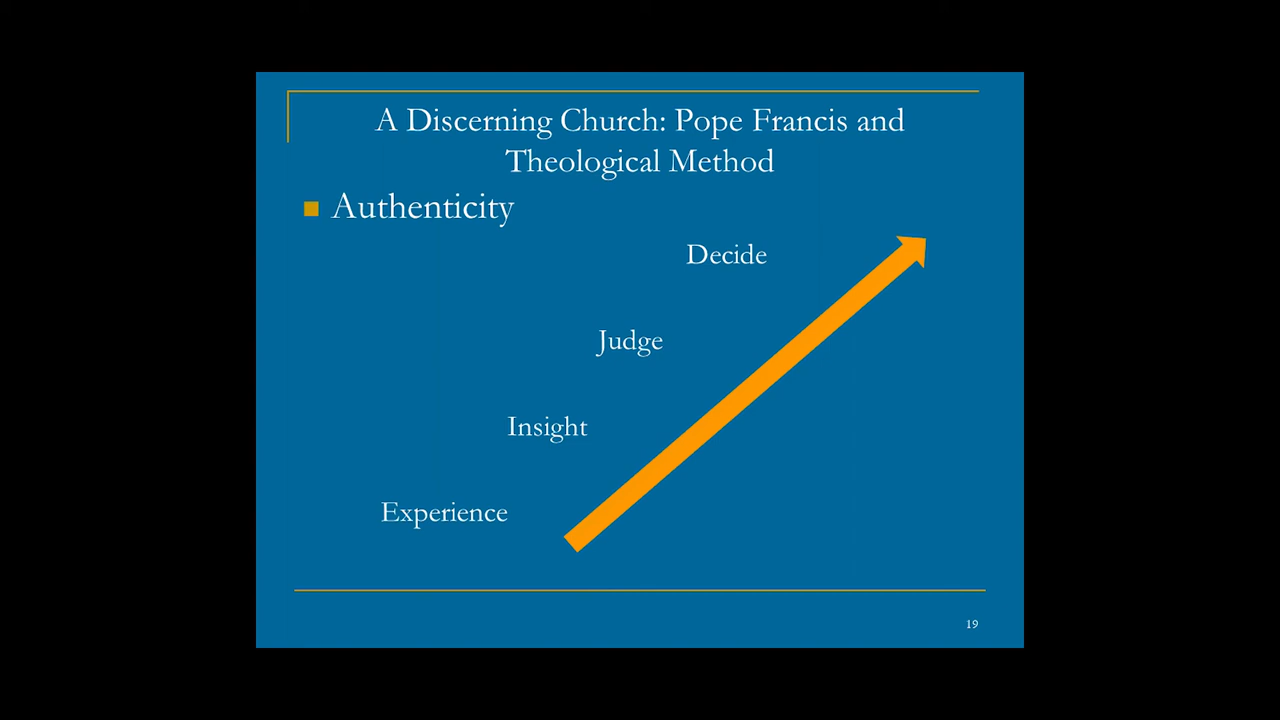 A Discerning Church: Pope Francis and
Theological Method
Authenticity
Decide
Judge
Insight
Experience
19